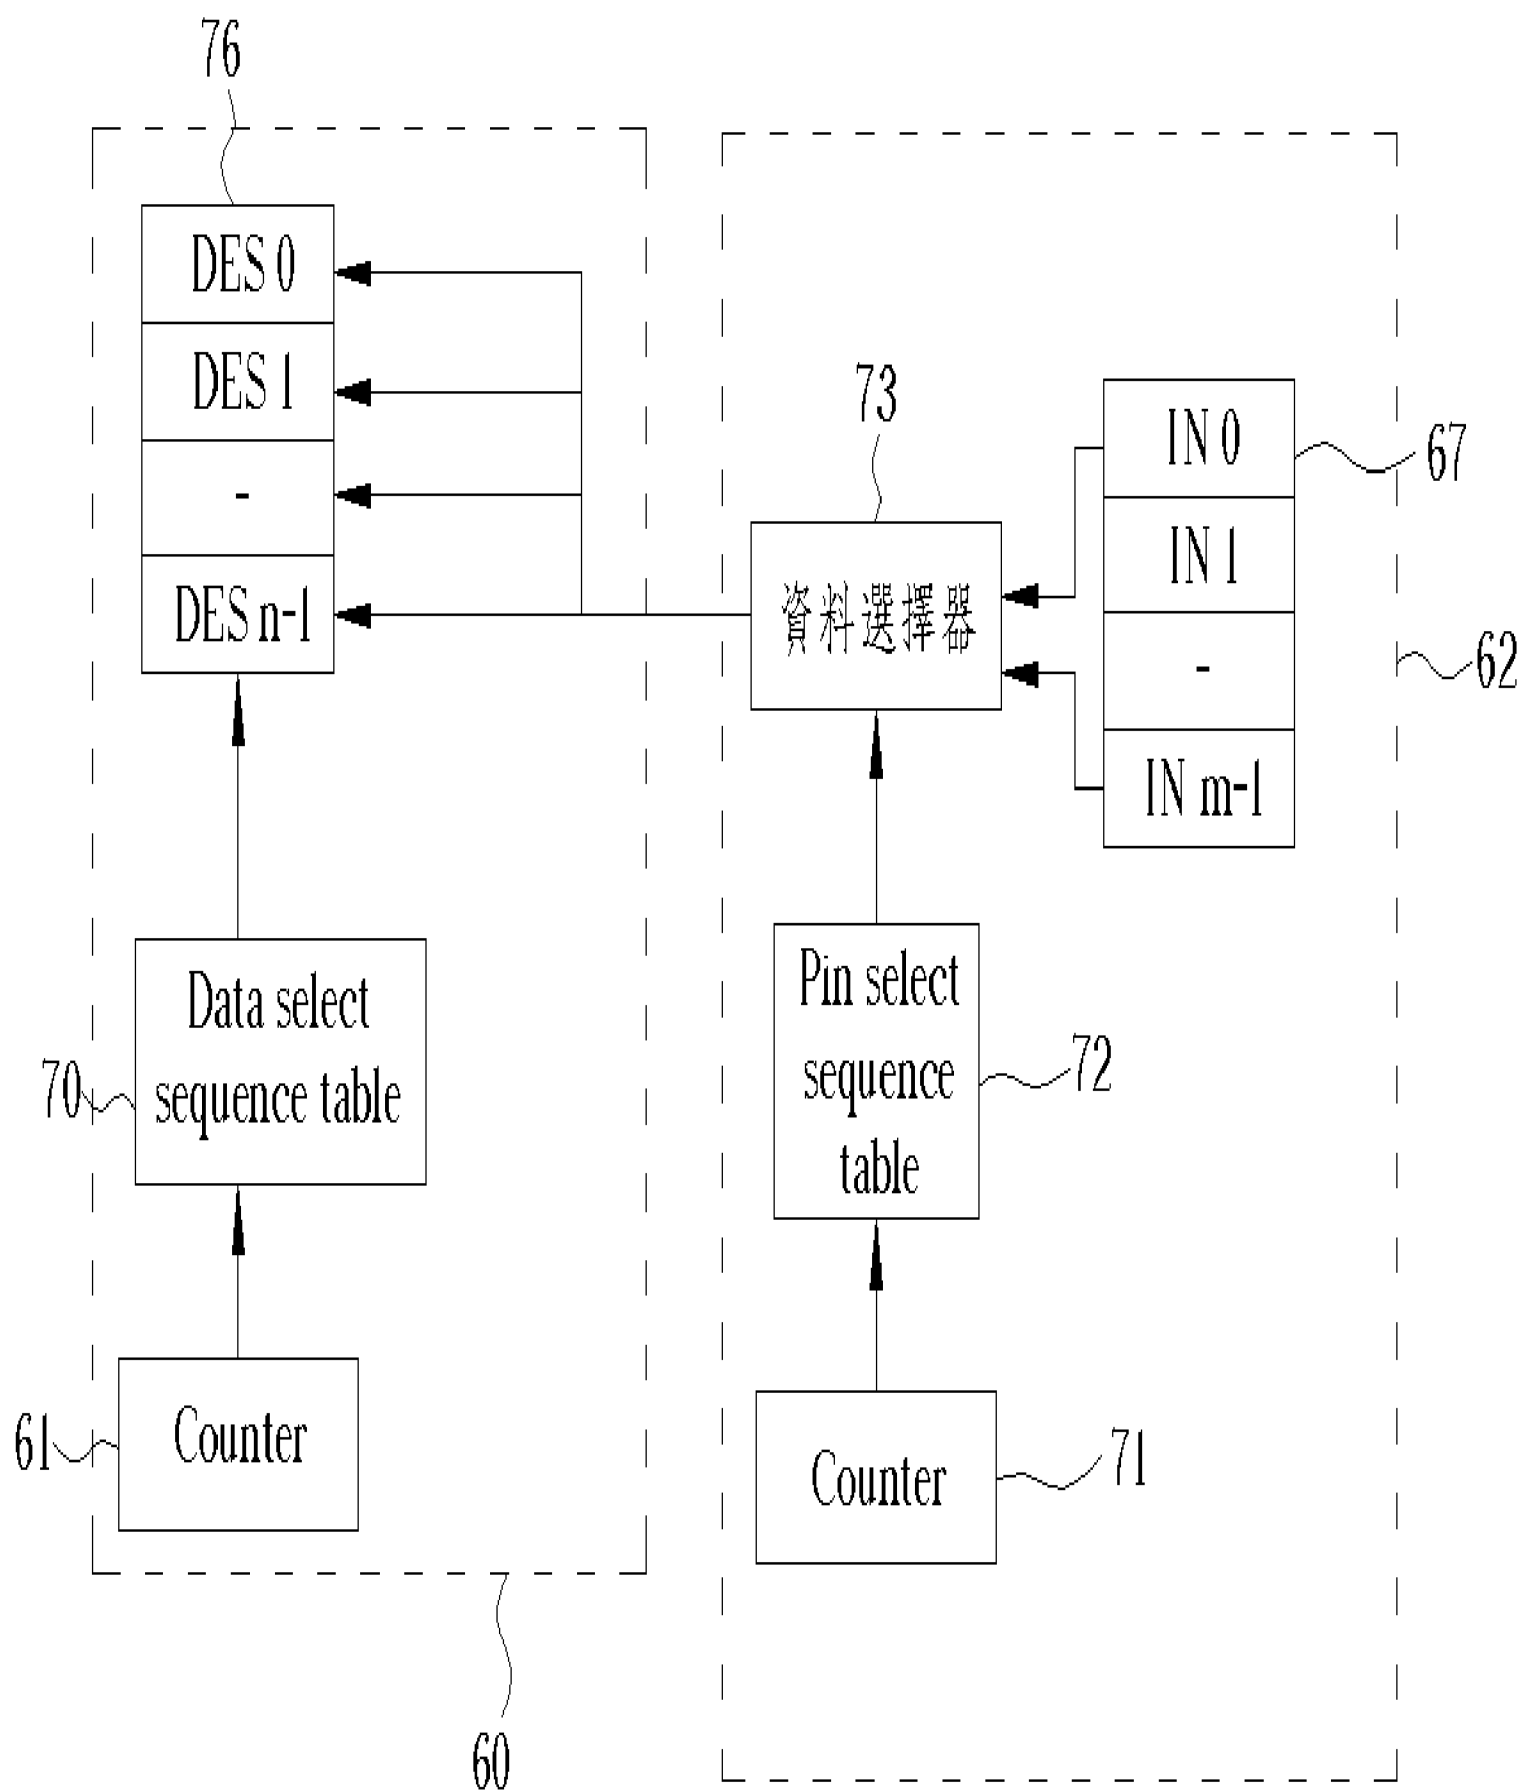 76
DES 0
DES 1
-
DES n-1
73
IN 0
67
IN 1
資料選擇器
-
62
IN m-1
Data select
sequence table
70
Pin select
sequence
table
72
Counter
61
Counter
71
60